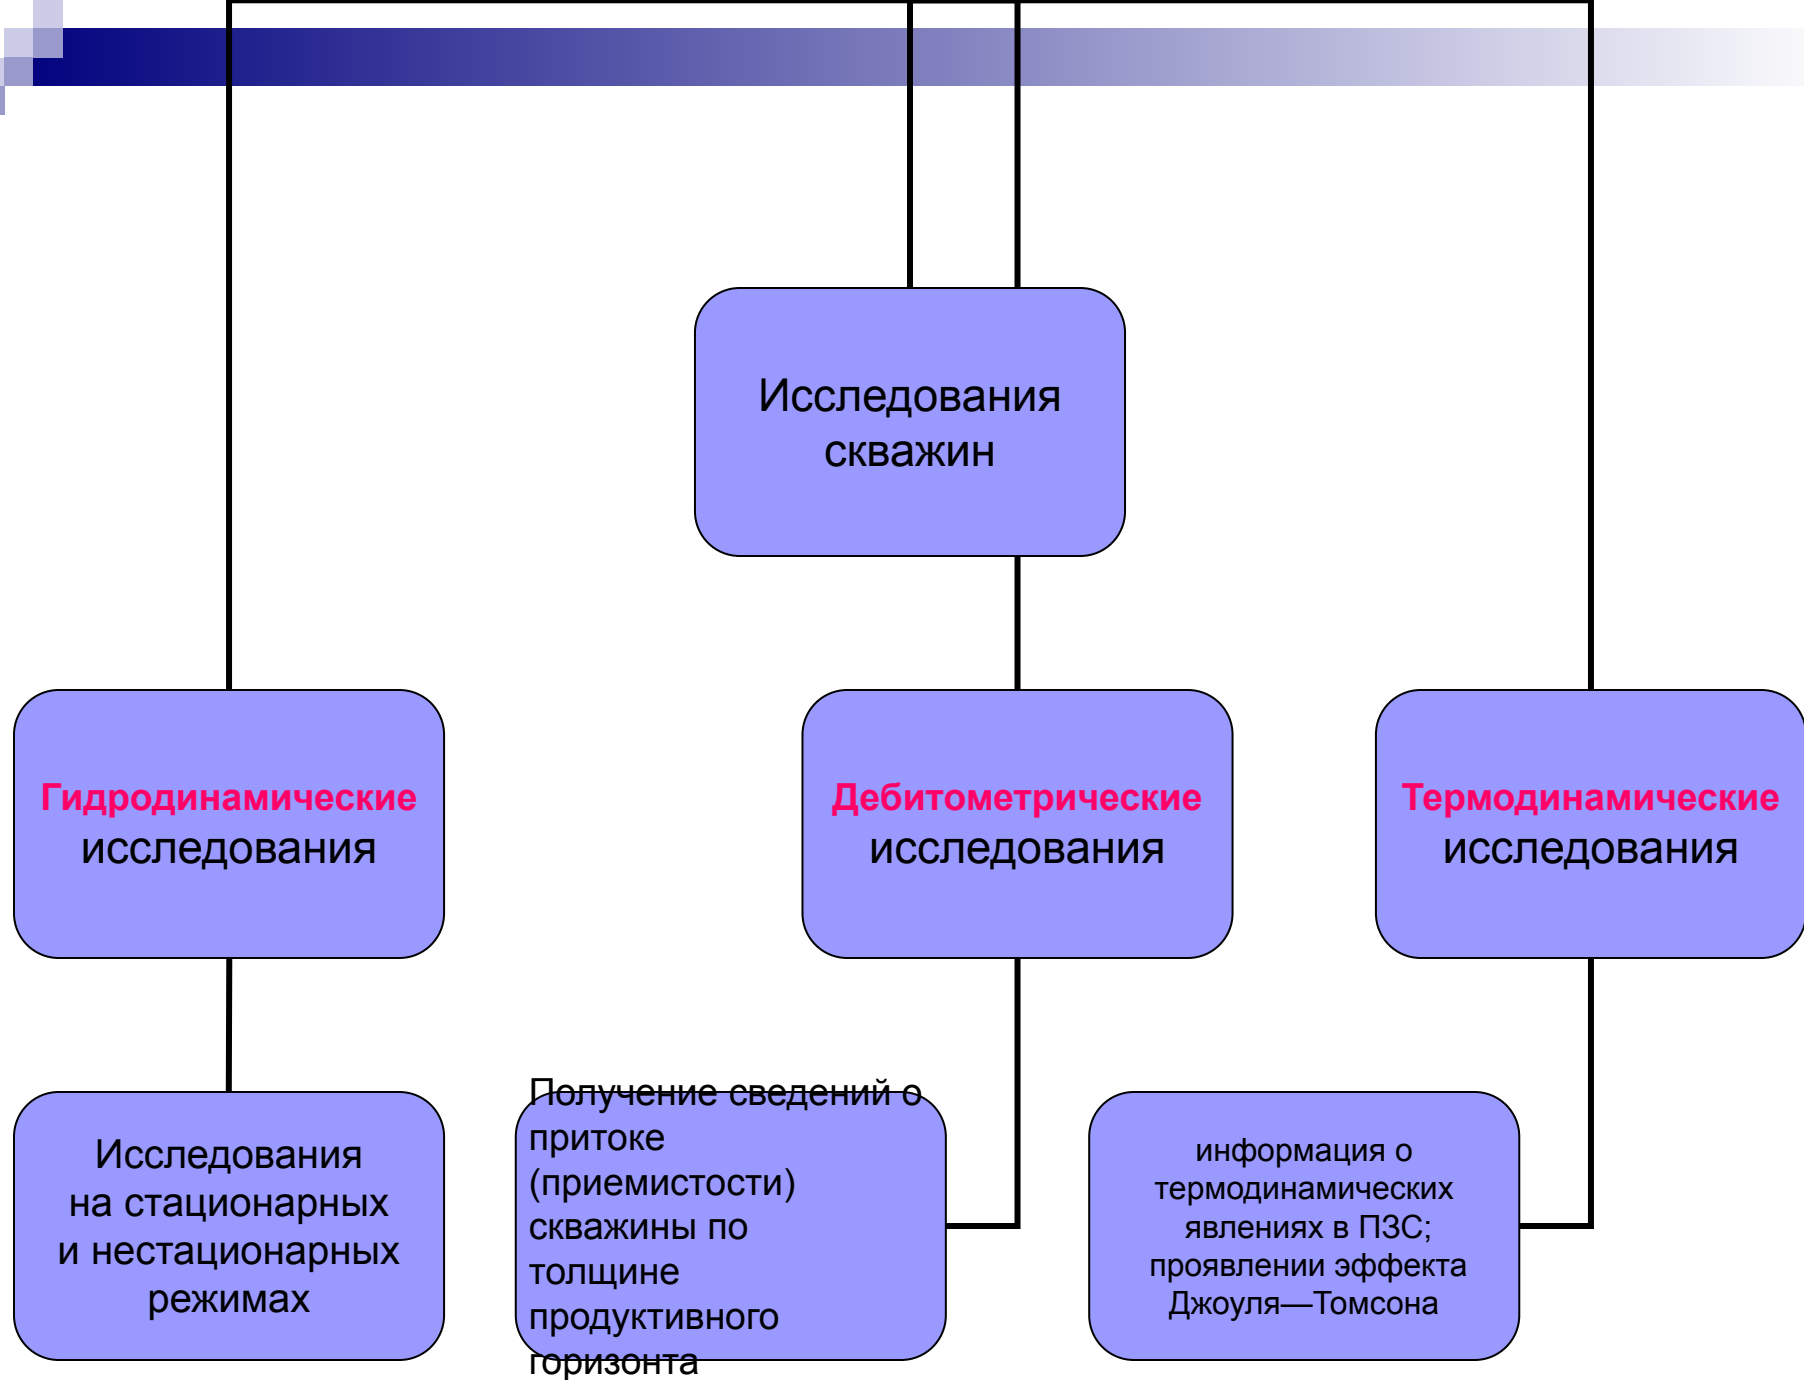 Исследования
скважин
Гидродинамические
исследования
Дебитометрические
исследования
Термодинамические
исследования
Исследования
на стационарных
и нестационарных
режимах
Получение сведений о
притоке
(приемистости)
скважины по
толщине
продуктивного
горизонта
информация о
термодинамических
явлениях в ПЗС;
проявлении эффекта
Джоуля—Томсона